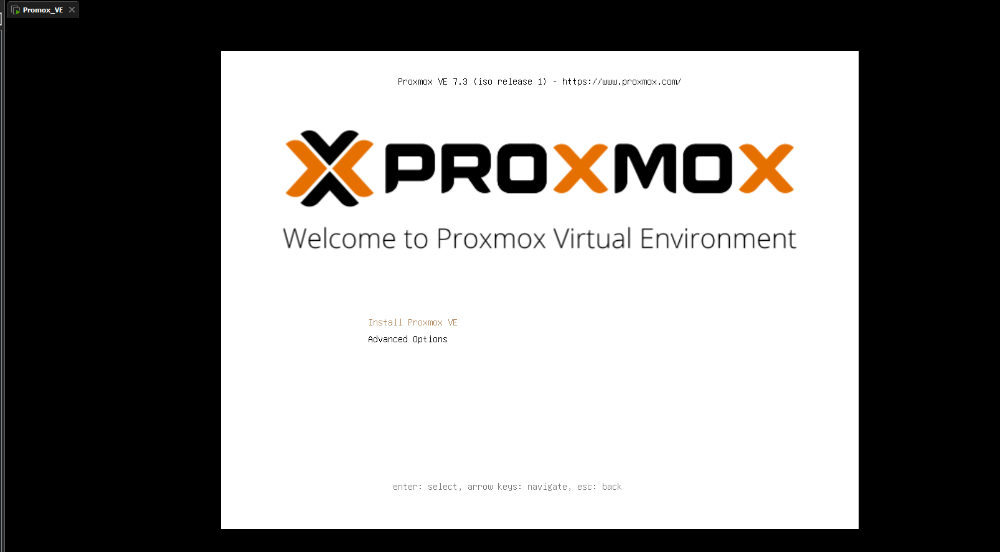 Promox_VE
Proxmox VE 7.3 (iso release 1) - https://www.proxmox.com/
PROXMOX
Welcome to Proxmox Virtual Environment
Install Proxmox VE
Advanced Options
enter: select, arrow keys: navigate, esc: back